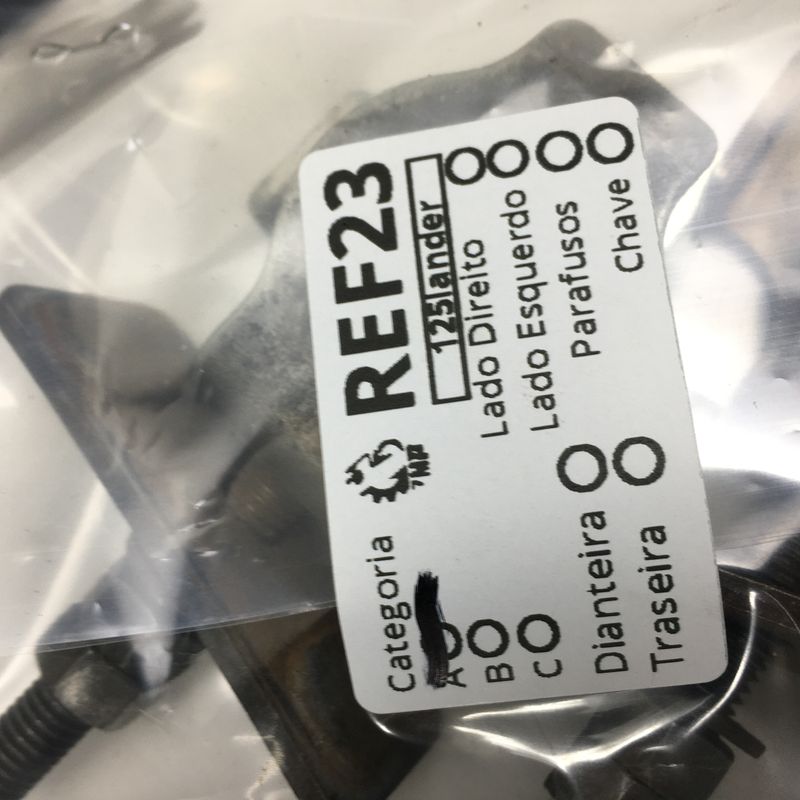 REF23
125lander
Lado Direito
Lado Esquerdo
Parafusos
Chave
Categoria
A
B
C
Dianteira
Traseira